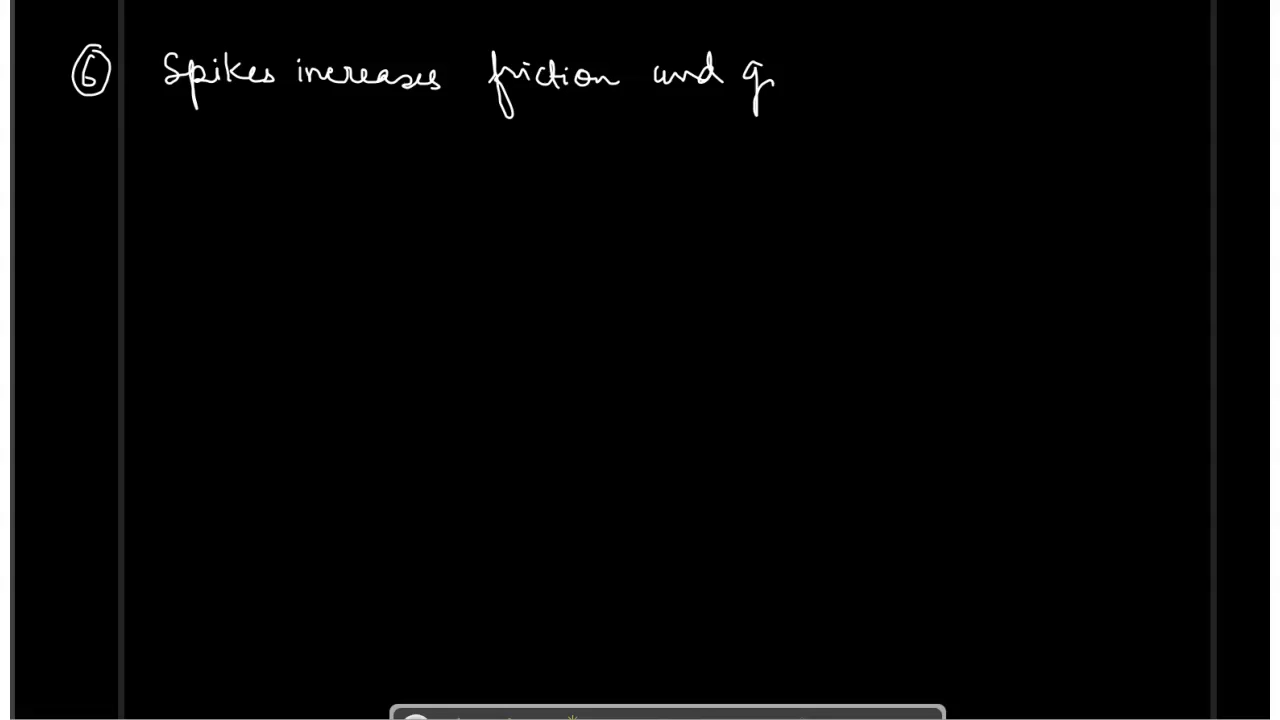 ⑥ Spikes increases friction and g